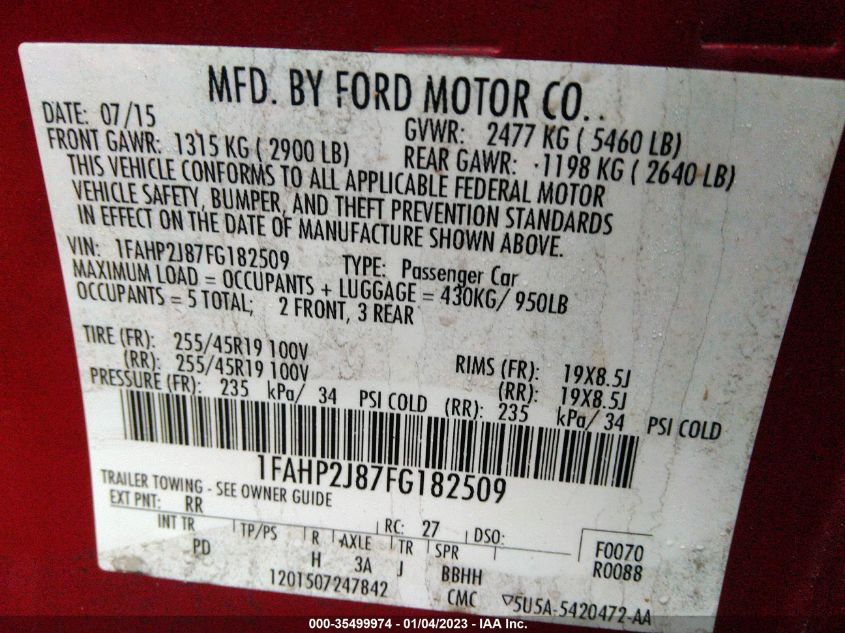 MFD. BY FORD MOTOR CO..
DATE: 07/15 GVWR: 2477 KG ( 5460 LB)
FRONT GAWR: 1315 KG ( 2900 LB) REAR GAWR: 1198 KG ( 2640 LB)
THIS VEHICLE CONFORMS TO ALL APPLICABLE FEDERAL MOTOR
VEHICLE SAFETY, BUMPER, AND THEFT PREVENTION STANDARDS
IN EFFECT ON THE DATE OF MANUFACTURE SHOWN ABOVE.
VIN: 1FAHP2J87FG182509 TYPE: Passenger Car
MAXIMUM LOAD = OCCUPANTS + LUGGAGE = 430KG/ 950LB
OCCUPANTS = 5 TOTAL; 2 FRONT, 3 REAR
TIRE (FR): 255/45R19 100V RIMS (FR): 19X8.5J
(RR): 255/45R19 100V (RR): 19X8.5J
PRESSURE (FR): 235 kPa/ 34 PSI COLD (RR): 235 kPa/ 34 PSI COLD
1FAHP2J87FG182509
TRAILER TOWING - SEE OWNER GUIDE
EXT PNT: RR RC: 27 DSO: F0070
INT TR TP/PS R AXLE TR SPR R0088
PD H 3A J BBHH
1201507247842 CMC ▽5U5A-5420472-AA
000-35499974 - 01/04/2023 - IAAI Inc.